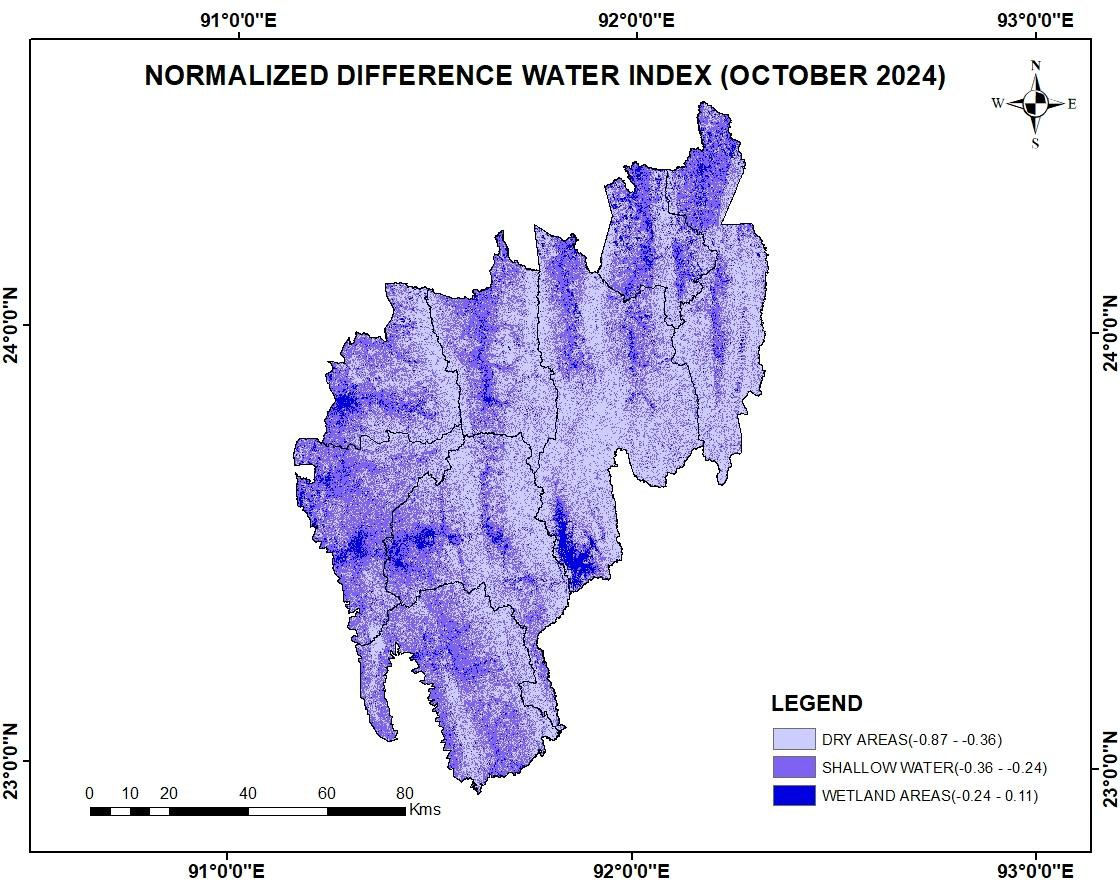 91°0'0"E 92°0'0"E 93°0'0"E
NORMALIZED DIFFERENCE WATER INDEX (OCTOBER 2024)
N
W E
S
24°0'0"N 24°0'0"N
LEGEND
DRY AREAS(-0.87 - -0.36)
SHALLOW WATER(-0.36 - -0.24)
WETLAND AREAS(-0.24 - 0.11)
23°0'0"N 23°0'0"N
0 10 20 40 60 80
Kms
91°0'0"E 92°0'0"E 93°0'0"E